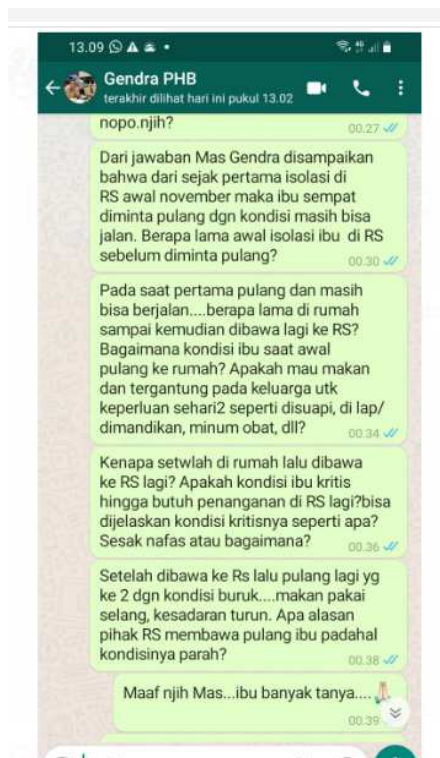 13.09
Gendra PHB
terakhir dilihat hari ini pukul 13.02
nopo.njih?
00.27
Dari jawaban Mas Gendra disampaikan
bahwa dari sejak pertama isolasi di
RS awal november maka ibu sempat
diminta pulang dgn kondisi masih bisa
jalan. Berapa lama awal isolasi ibu di RS
sebelum diminta pulang?
00.30
Pada saat pertama pulang dan masih
bisa berjalan....berapa lama di rumah
sampai kemudian dibawa lagi ke RS?
Bagaimana kondisi ibu saat awal
pulang ke rumah? Apakah mau makan
dan tergantung pada keluarga utk
keperluan sehari2 seperti disuapi, di lap/
dimandikan, minum obat, dll?
00.34
Kenapa setwlah di rumah lalu dibawa
ke RS lagi? Apakah kondisi ibu kritis
hingga butuh penanganan di RS lagi?bisa
dijelaskan kondisi kritisnya seperti apa?
Sesak nafas atau bagaimana?
00.36
Setelah dibawa ke Rs lalu pulang lagi yg
ke 2 dgn kondisi buruk....makan pakai
selang, kesadaran turun. Apa alasan
pihak RS membawa pulang ibu padahal
kondisinya parah?
00.38
Maaf njih Mas...ibu banyak tanya....
00.39